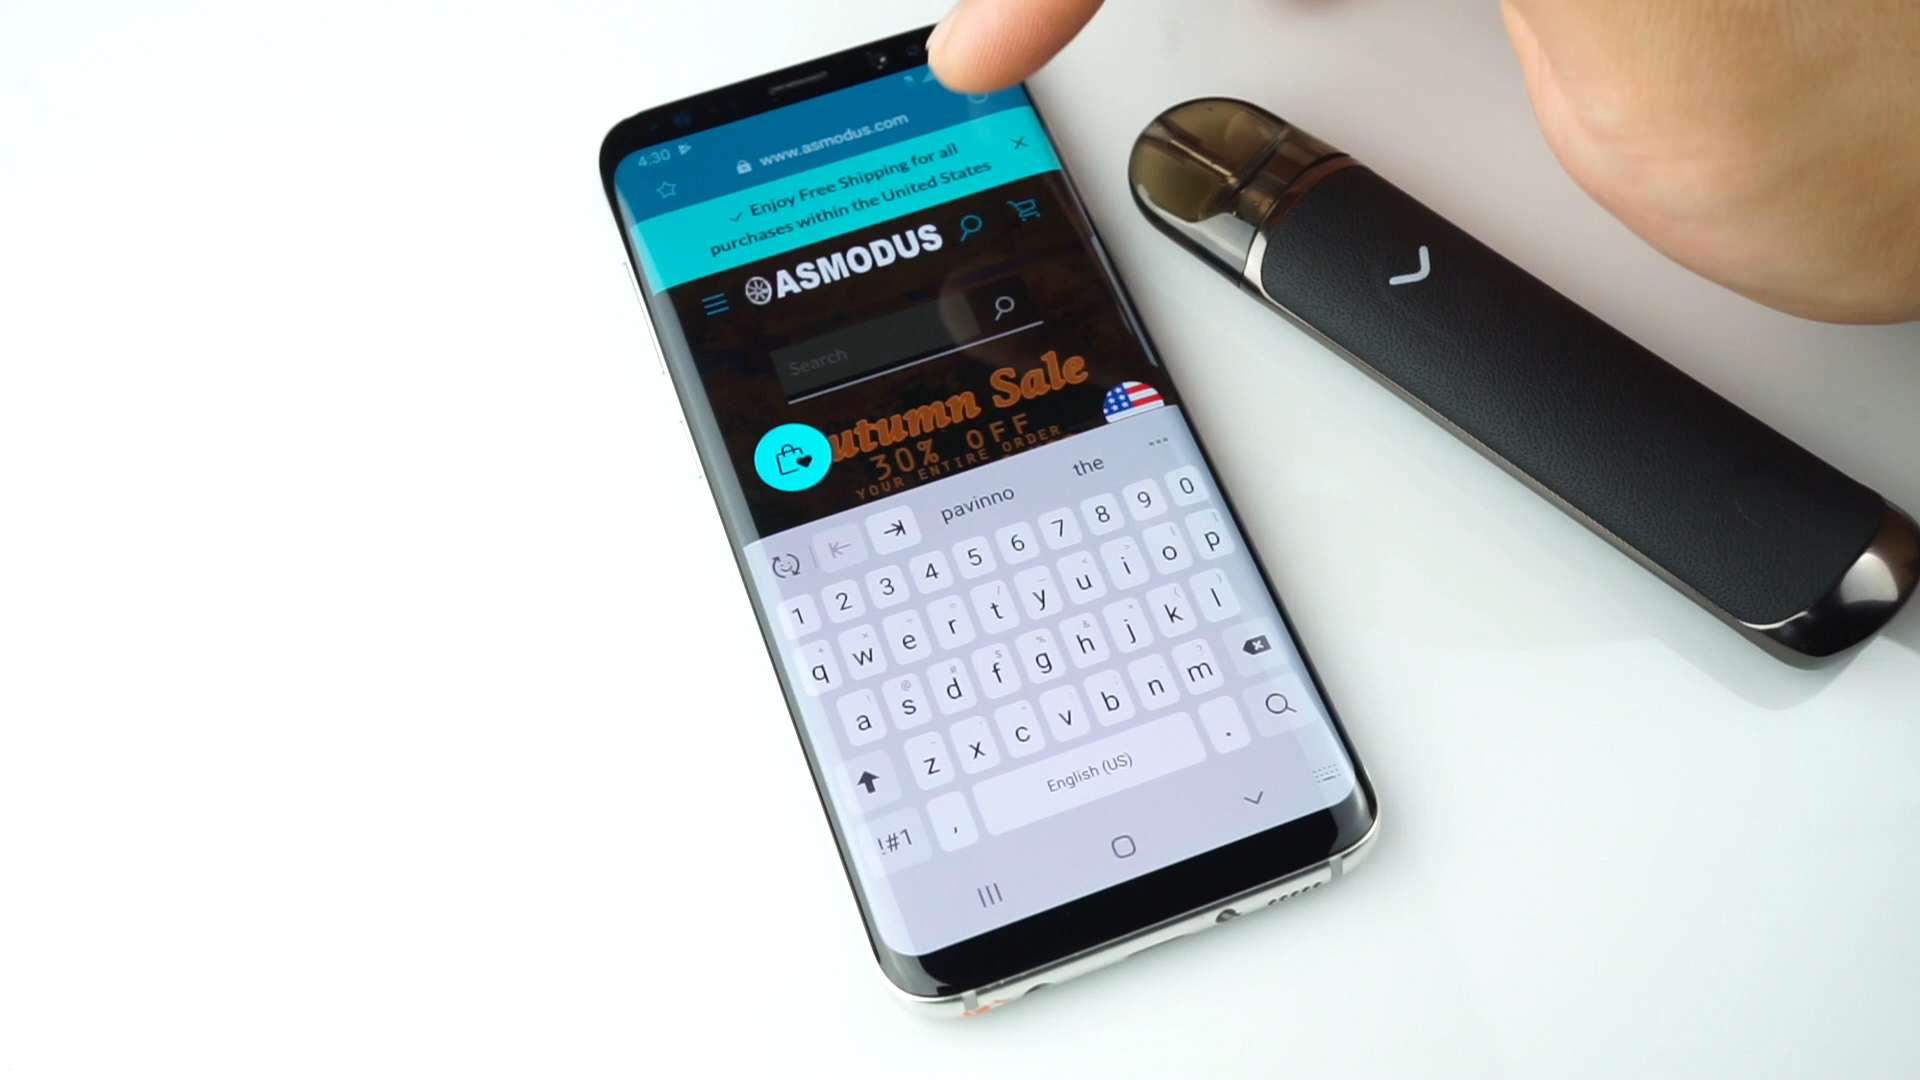 4:30
www.asmodus.com
Enjoy Free Shipping for all
purchases within the United States
ASMODUS
Search
utumn Sale
30% OFF
YOUR ENTIRE ORDER
pavinno the
1 2 3 4 5 6 7 8 9 0
q w e r t y u i o p
a s d f g h j k l
z x c v b n m
!#1 , English (US) .